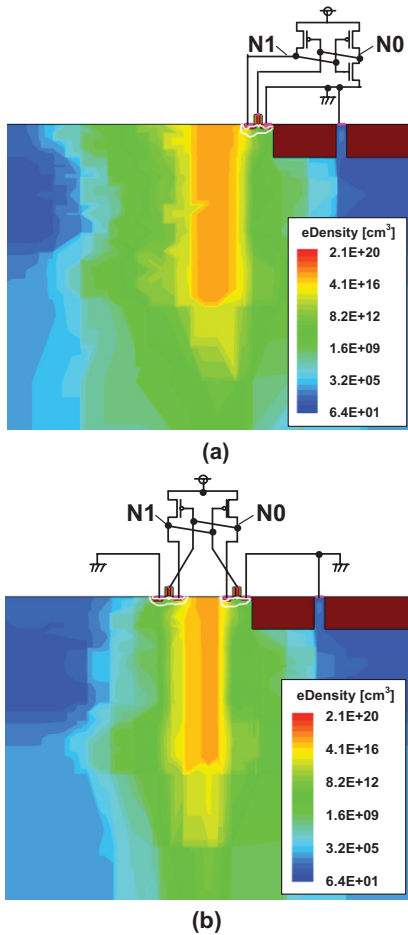 N1 N0
eDensity [cm³]
2.1E+20
4.1E+16
8.2E+12
1.6E+09
3.2E+05
6.4E+01
(a)
N1 N0
eDensity [cm³]
2.1E+20
4.1E+16
8.2E+12
1.6E+09
3.2E+05
6.4E+01
(b)